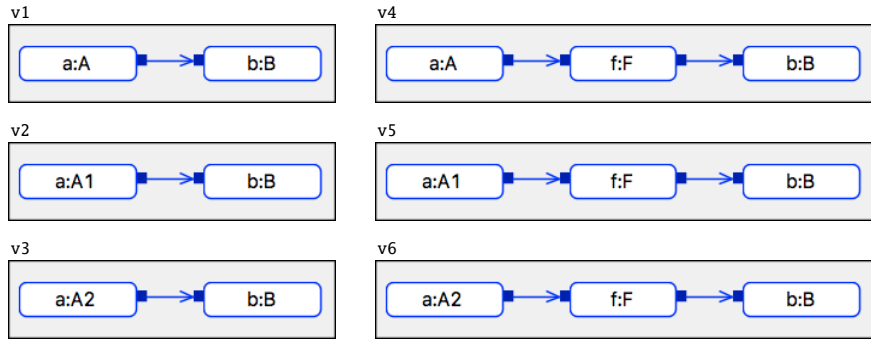 v1
a:A b:B
v4
a:A f:F b:B
v2
a:A1 b:B
v5
a:A1 f:F b:B
v3
a:A2 b:B
v6
a:A2 f:F b:B